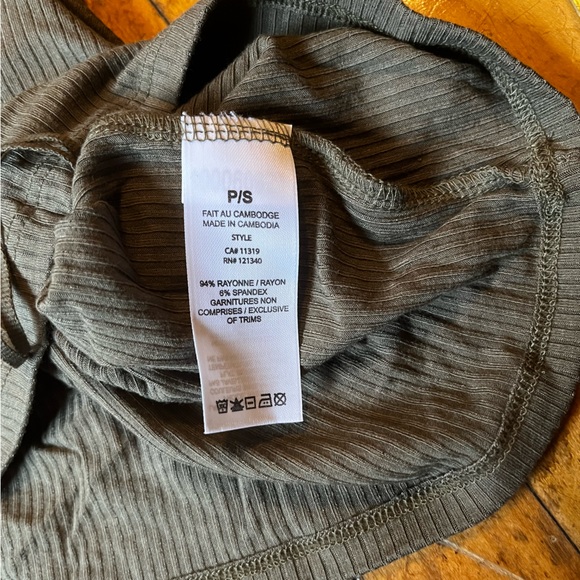 P/S
FAIT AU CAMBODGE
MADE IN CAMBODIA
STYLE
CA# 11319
RN# 121340
94% RAYONNE / RAYON
6% SPANDEX
GARNITURES NON
COMPRISES / EXCLUSIVE
OF TRIMS